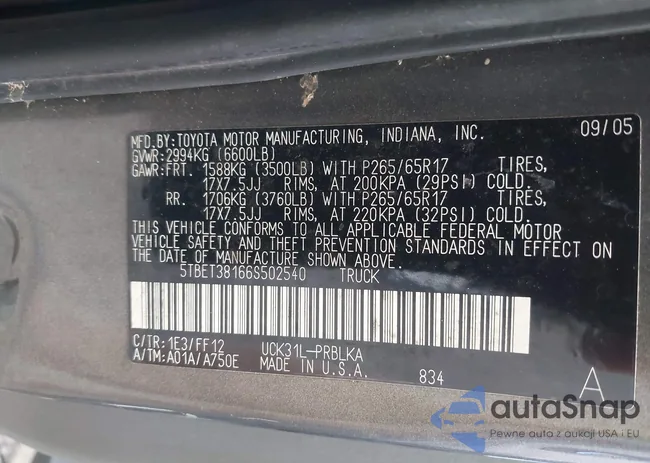 MFD.BY:TOYOTA MOTOR MANUFACTURING, INDIANA, INC. 09/05
GVWR:2994KG (6600LB)
GAWR:FRT. 1588KG (3500LB) WITH P265/65R17 TIRES,
17X7.5JJ RIMS, AT 200KPA (29PSI) COLD.
RR. 1706KG (3760LB) WITH P265/65R17 TIRES,
17X7.5JJ RIMS, AT 220KPA (32PSI) COLD.
THIS VEHICLE CONFORMS TO ALL APPLICABLE FEDERAL MOTOR
VEHICLE SAFETY AND THEFT PREVENTION STANDARDS IN EFFECT ON
THE DATE OF MANUFACTURE SHOWN ABOVE.
5TBET38166S502540 TRUCK
C/TR:1E3/FF12 UCK31L-PRBLKA
A/TM:A01A/A750E MADE IN U.S.A. 834 A
autaSnap
Pewne auta z aukcji USA i EU